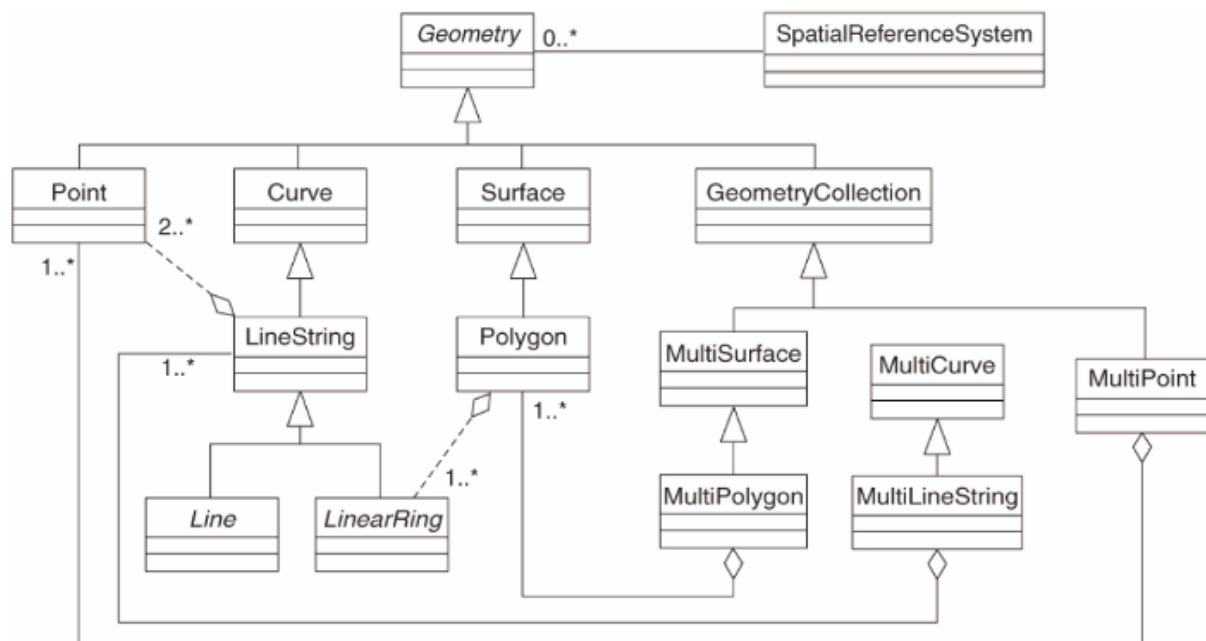 Geometry
0..*
SpatialReferenceSystem
Point
Curve
Surface
GeometryCollection
2..*
1..*
LineString
Polygon
MultiSurface
MultiCurve
MultiPoint
1..*
1..*
1..*
Line
LinearRing
MultiPolygon
MultiLineString